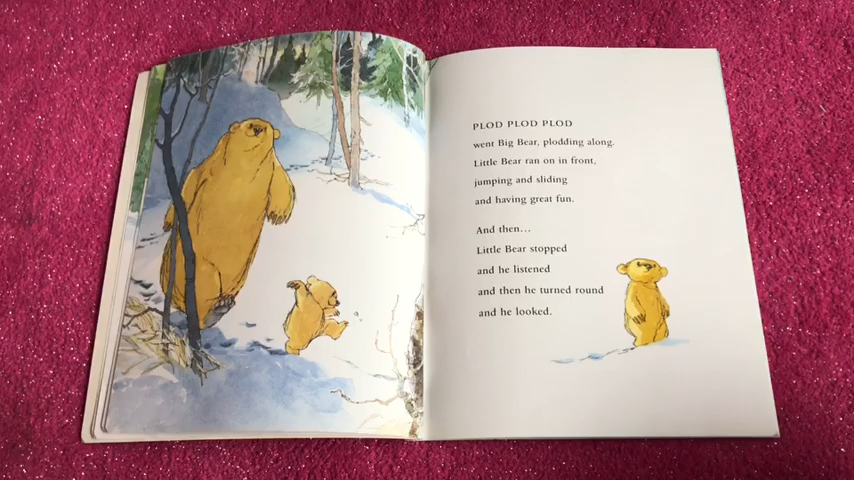 PLOD PLOD PLOD
went Big Bear, plodding along.
Little Bear ran on in front,
jumping and sliding
and having great fun.
And then...
Little Bear stopped
and he listened
and then he turned round
and he looked.